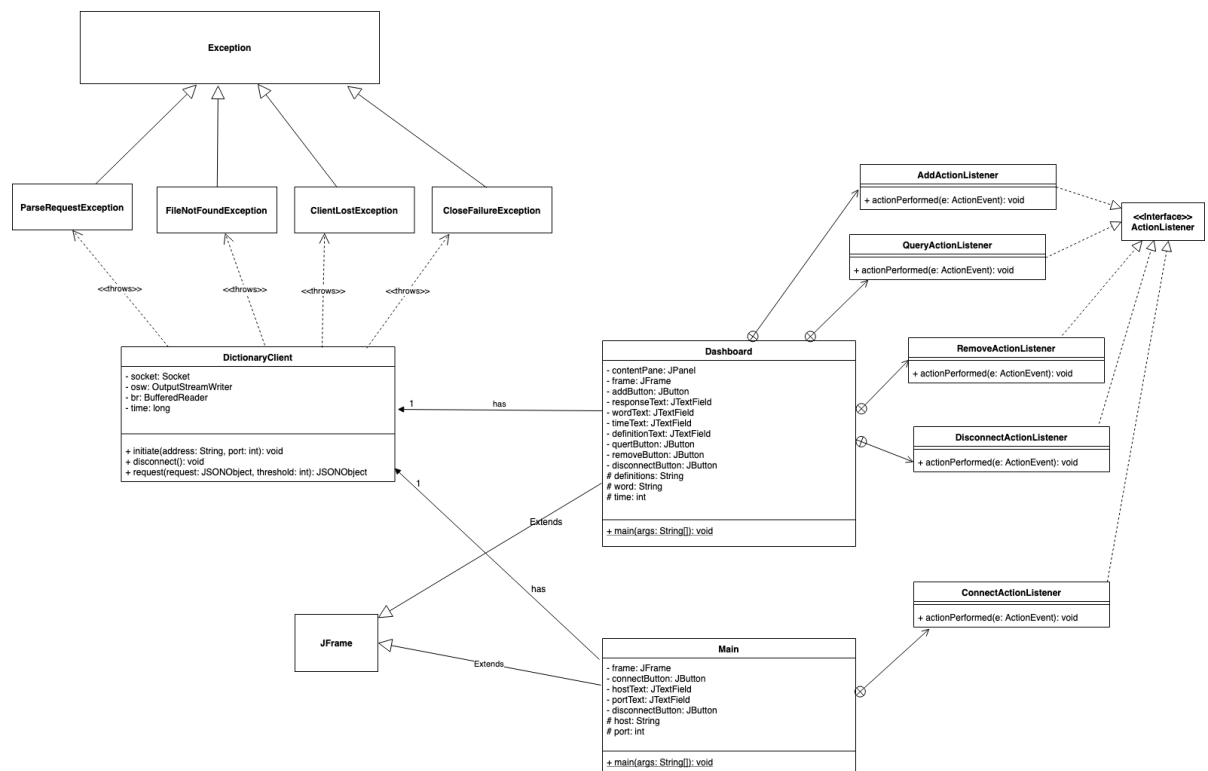 Exception
ParseRequestException
FileNotFoundException
ClientLostException
CloseFailureException
<<throws>>
<<throws>>
<<throws>>
<<throws>>
DictionaryClient
- socket: Socket
- osw: OutputStreamWriter
- br: BufferedReader
- time: long
+ initiate(address: String, port: int): void
+ disconnect(): void
+ request(request: JSONObject, threshold: int): JSONObject
1
has
1
has
Dashboard
- contentPane: JPanel
- frame: JFrame
- addButton: JButton
- responseText: JTextField
- wordText: JTextField
- timeText: JTextField
- definitionText: JTextField
- quertButton: JButton
- removeButton: JButton
- disconnectButton: JButton
# definitions: String
# word: String
# time: int
+ main(args: String[]): void
AddActionListener
+ actionPerformed(e: ActionEvent): void
QueryActionListener
+ actionPerformed(e: ActionEvent): void
<<Interface>>
ActionListener
RemoveActionListener
+ actionPerformed(e: ActionEvent): void
DisconnectActionListener
+ actionPerformed(e: ActionEvent): void
Extends
JFrame
Extends
Main
- frame: JFrame
- connectButton: JButton
- hostText: JTextField
- portText: JTextField
- disconnectButton: JButton
# host: String
# port: int
+ main(args: String[]): void
ConnectActionListener
+ actionPerformed(e: ActionEvent): void